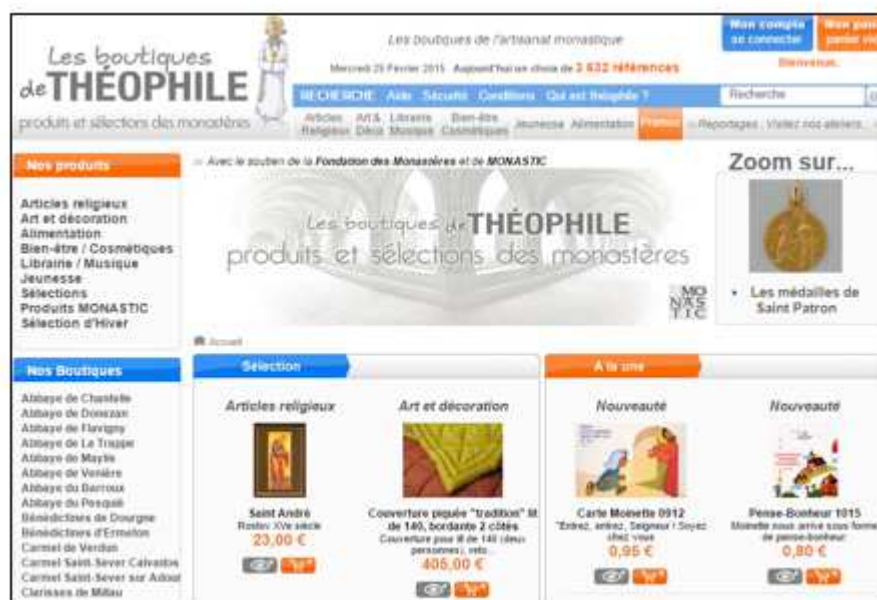 Les boutiques
de THÉOPHILE
produits et sélections des monastères
Les boutiques de l'artisanat monastique
Mercredi 25 Février 2015 Aujourd'hui un choix de 3 632 références
Mon compte
se connecter
Mon pan
panier vid
Bienvenue.
RECHERCHE Aide Sécurité Conditions Qui est théophile ?
Recherche
Articles Religieux
Art & Déco
Librairie Musique
Bien-être Cosmétiques
Jeunesse
Alimentation
Promos
Reportages : Visitez nos ateliers...
Nos produits
Articles religieux
Art et décoration
Alimentation
Bien-être / Cosmétiques
Librairie / Musique
Jeunesse
Sélections
Produits MONASTIC
Sélection d'Hiver
Avec le soutien de la Fondation des Monastères et de MONASTIC
Les boutiques de THÉOPHILE
produits et sélections des monastères
MO
NAS
TIC
Zoom sur...
• Les médailles de
Saint Patron
Accueil
Nos Boutiques
Abbaye de Chantelle
Abbaye de Donezan
Abbaye de Flavigny
Abbaye de La Trappe
Abbaye de Maylis
Abbaye de Venière
Abbaye du Barroux
Abbaye du Pesquié
Bénédictines de Dourgne
Bénédictines d'Ermelon
Carmel de Verdun
Carmel Saint-Sever Calvados
Carmel Saint-Sever sur Adour
Clarisses de Millau
Sélection
Articles religieux
Saint André
Rostov XVe siècle
23,00 €
Art et décoration
Couverture piquée "tradition" lit
de 140, bordante 2 côtés
Couverture pour lit de 140 (deux
personnes), reto...
405,00 €
A la une
Nouveauté
Carte Moinette 0912
"Entrez, entrez, Seigneur ! Soyez
chez vous
0,95 €
Nouveauté
Pense-Bonheur 1015
Moinette nous arrive sous forme
de pense-bonheur
0,80 €